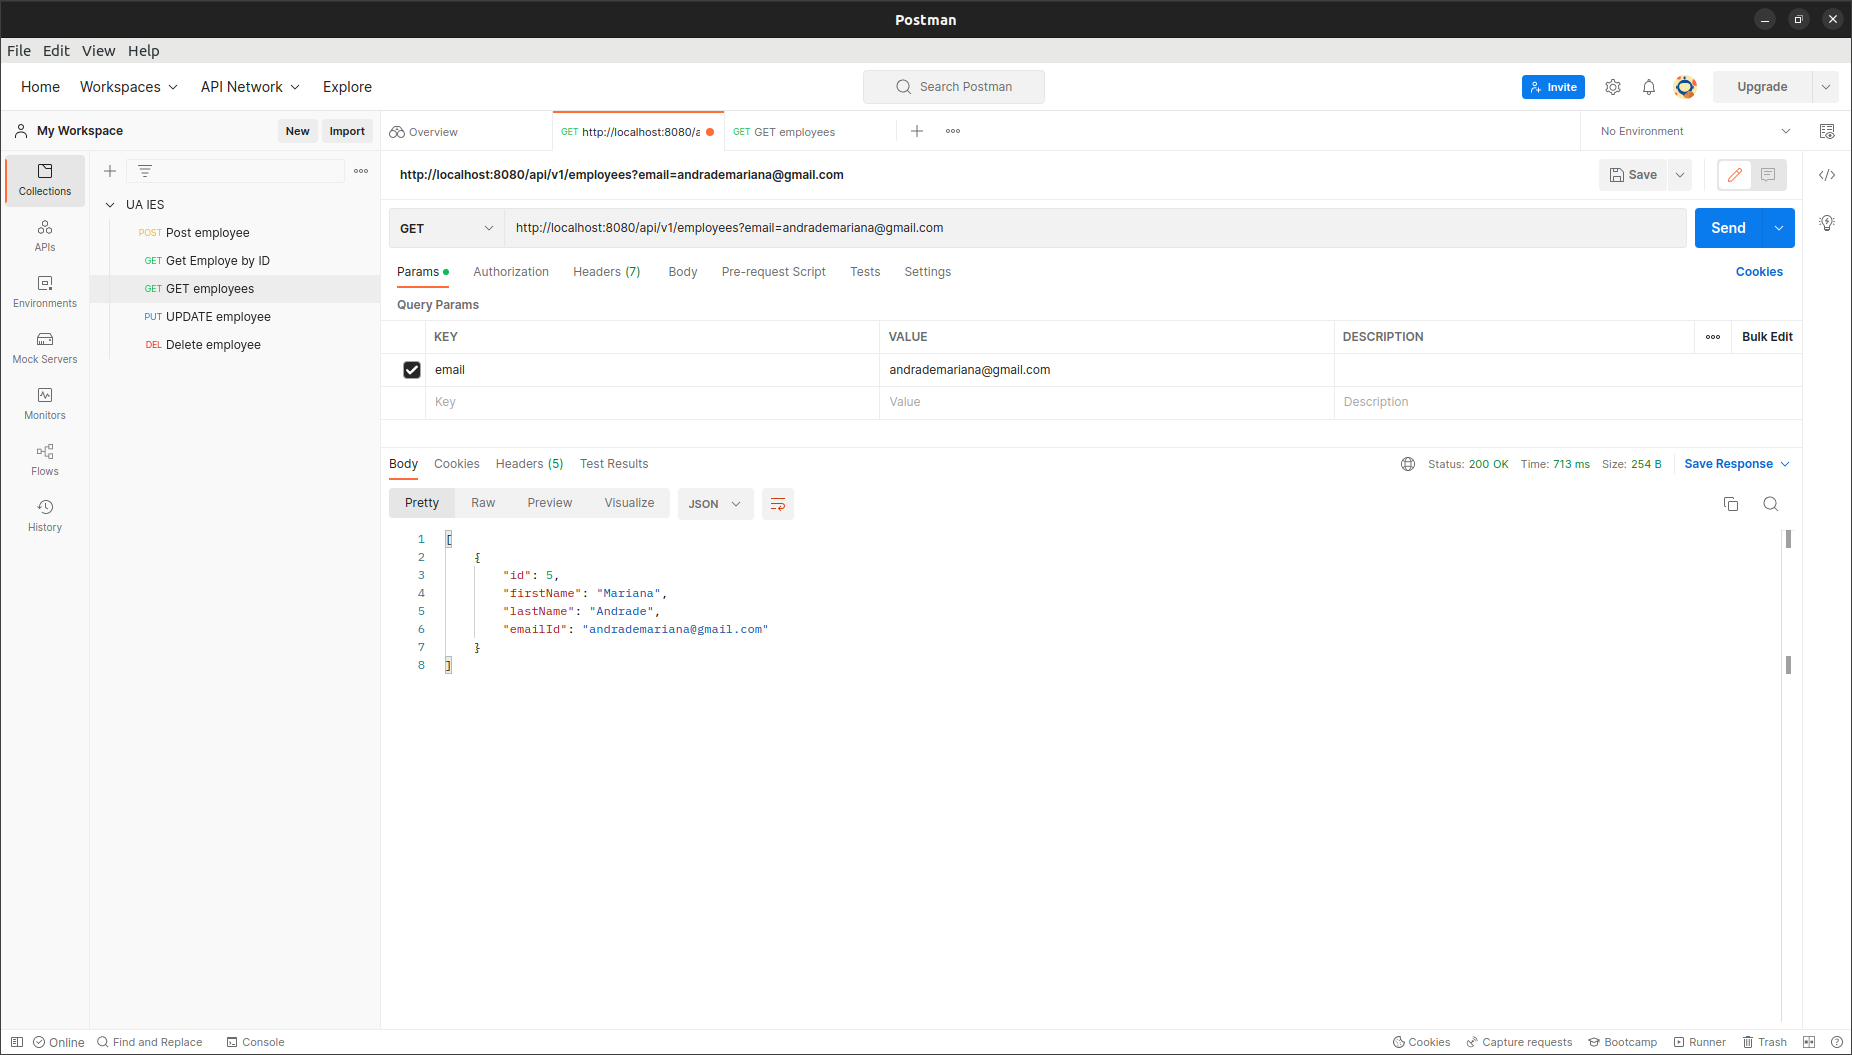 Postman
File Edit View Help
Home Workspaces API Network Explore Search Postman Invite Upgrade
My Workspace New Import Overview GET http://localhost:8080/a GET GET employees No Environment
Collections
APIs
Environments
Mock Servers
Monitors
Flows
History
UA IES
POST Post employee
GET Get Employe by ID
GET GET employees
PUT UPDATE employee
DEL Delete employee
http://localhost:8080/api/v1/employees?email=andrademariana@gmail.com Save
GET http://localhost:8080/api/v1/employees?email=andrademariana@gmail.com Send
Params Authorization Headers (7) Body Pre-request Script Tests Settings Cookies
Query Params
KEY VALUE DESCRIPTION Bulk Edit
email andrademariana@gmail.com
Key Value Description
Body Cookies Headers (5) Test Results Status: 200 OK Time: 713 ms Size: 254 B Save Response
Pretty Raw Preview Visualize JSON
1 [
2 {
3 "id": 5,
4 "firstName": "Mariana",
5 "lastName": "Andrade",
6 "emailId": "andrademariana@gmail.com"
7 }
8 ]
Online Find and Replace Console Cookies Capture requests Bootcamp Runner Trash